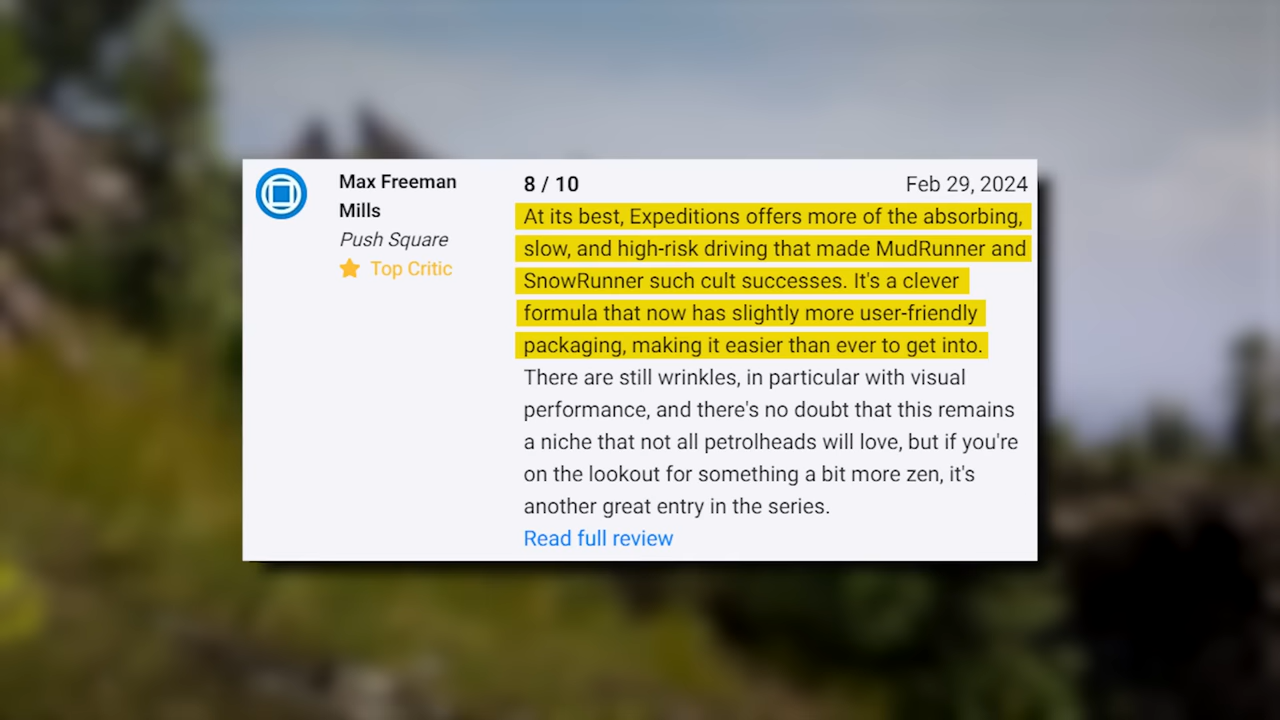 Max Freeman
Mills
Push Square
Top Critic
8 / 10
Feb 29, 2024
At its best, Expeditions offers more of the absorbing,
slow, and high-risk driving that made MudRunner and
SnowRunner such cult successes. It's a clever
formula that now has slightly more user-friendly
packaging, making it easier than ever to get into.
There are still wrinkles, in particular with visual
performance, and there's no doubt that this remains
a niche that not all petrolheads will love, but if you're
on the lookout for something a bit more zen, it's
another great entry in the series.
Read full review